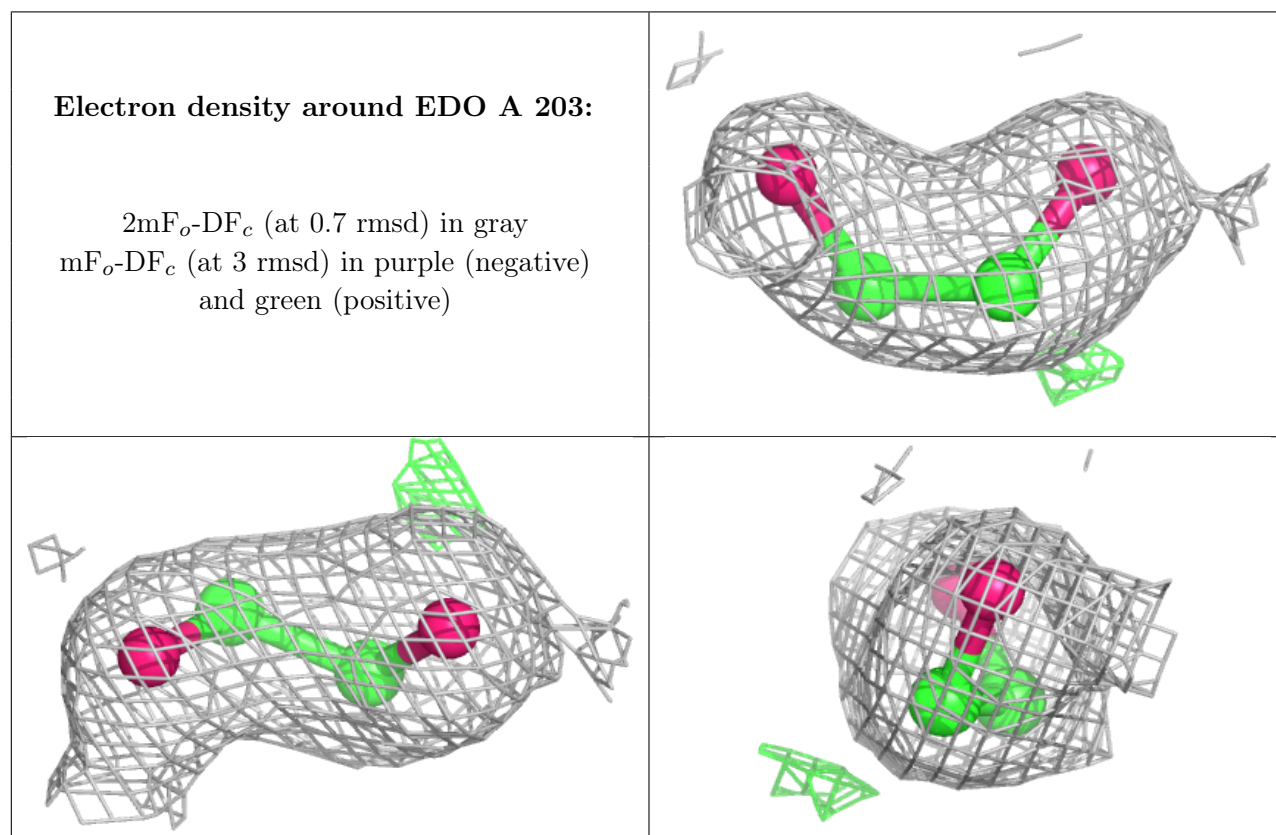 Electron density around EDO A 203:
2mFo-DFc (at 0.7 rmsd) in gray
mFo-DFc (at 3 rmsd) in purple (negative)
and green (positive)